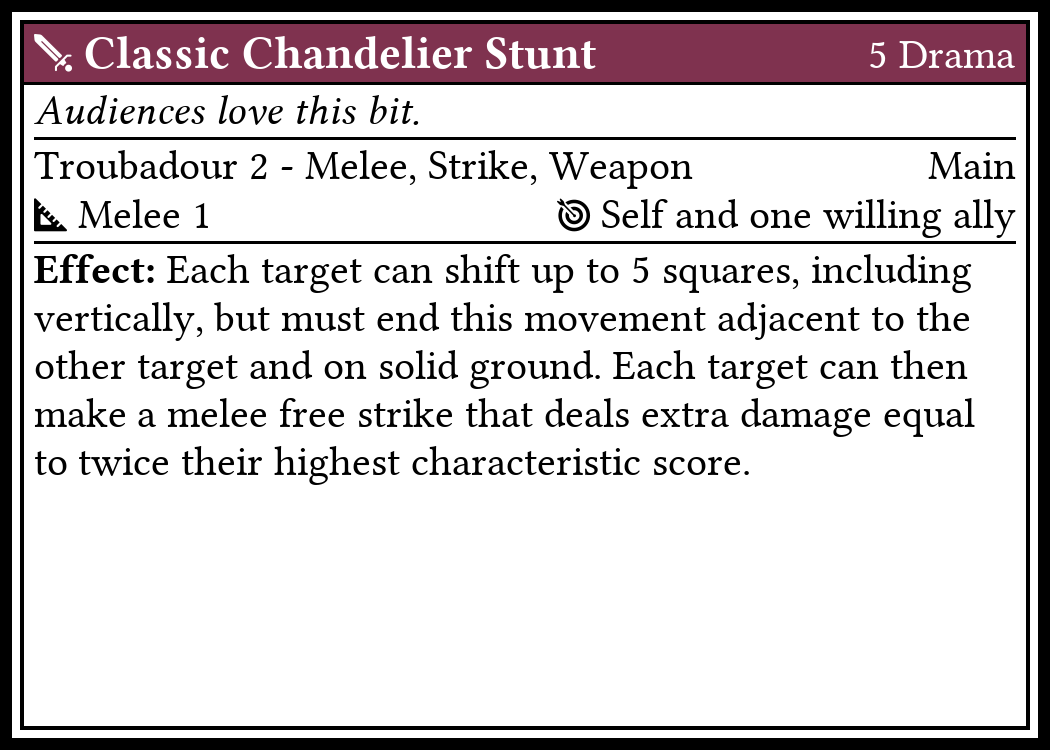 Classic Chandelier Stunt 5 Drama
Audiences love this bit.
Troubadour 2 - Melee, Strike, Weapon Main
Melee 1 Self and one willing ally
Effect: Each target can shift up to 5 squares, including
vertically, but must end this movement adjacent to the
other target and on solid ground. Each target can then
make a melee free strike that deals extra damage equal
to twice their highest characteristic score.